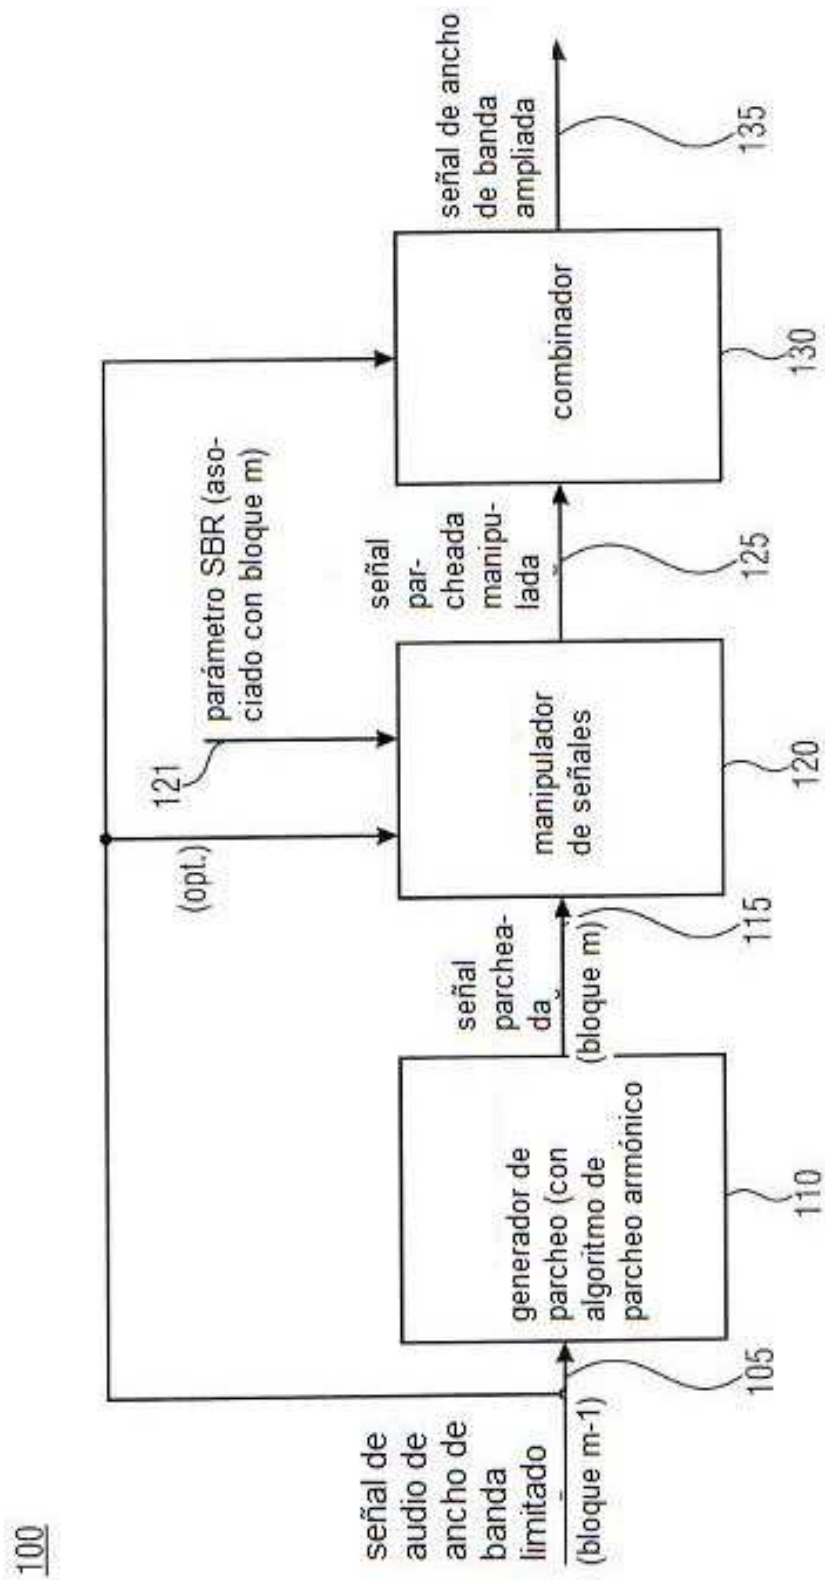 100
señal de
audio de
ancho de
banda
limitado
(bloque m-1)
105
generador de
parcheo (con
algoritmo de
parcheo armónico
110
señal
parchea-
da
(bloque m)
115
(opt.)
121
parámetro SBR (aso-
ciado con bloque m)
manipulador
de señales
120
señal
par-
cheada
manipu-
lada
125
combinador
130
señal de ancho
de banda
ampliada
135